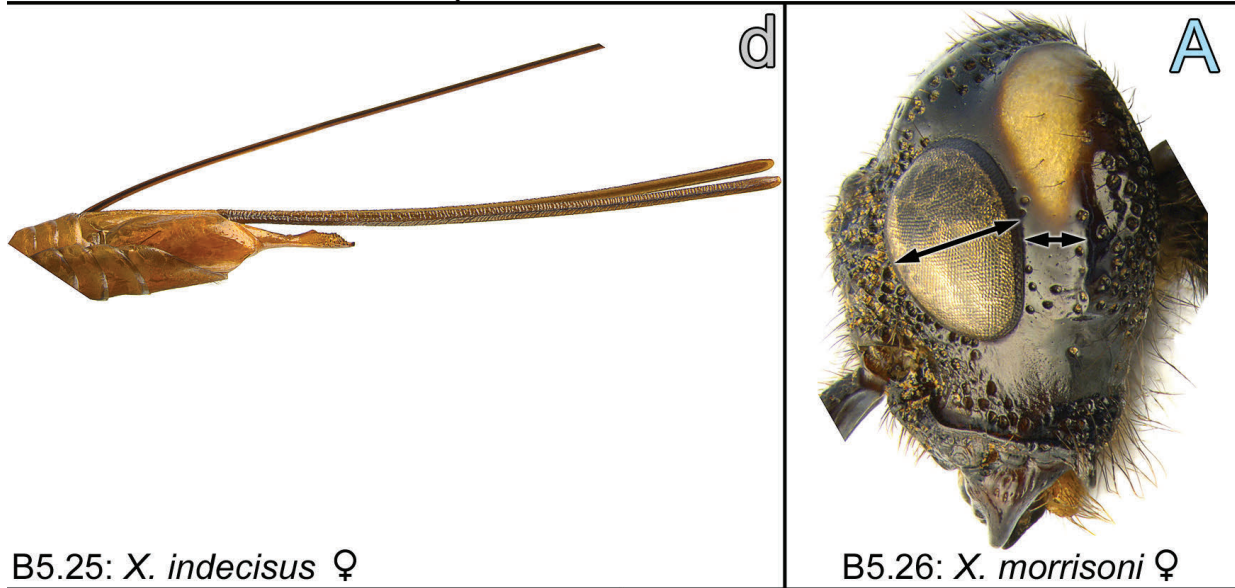 d
A
B5.25: X. indecisus ♀
B5.26: X. morrisoni ♀